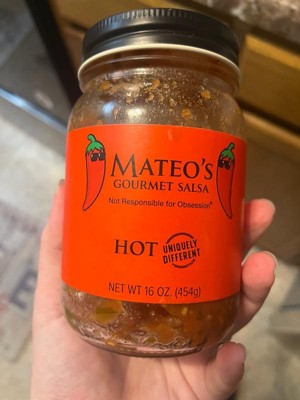 MATEO'S
GOURMET SALSA
Not Responsible for Obsession®
HOT
UNIQUELY
DIFFERENT
NET WT 16 OZ. (454g)